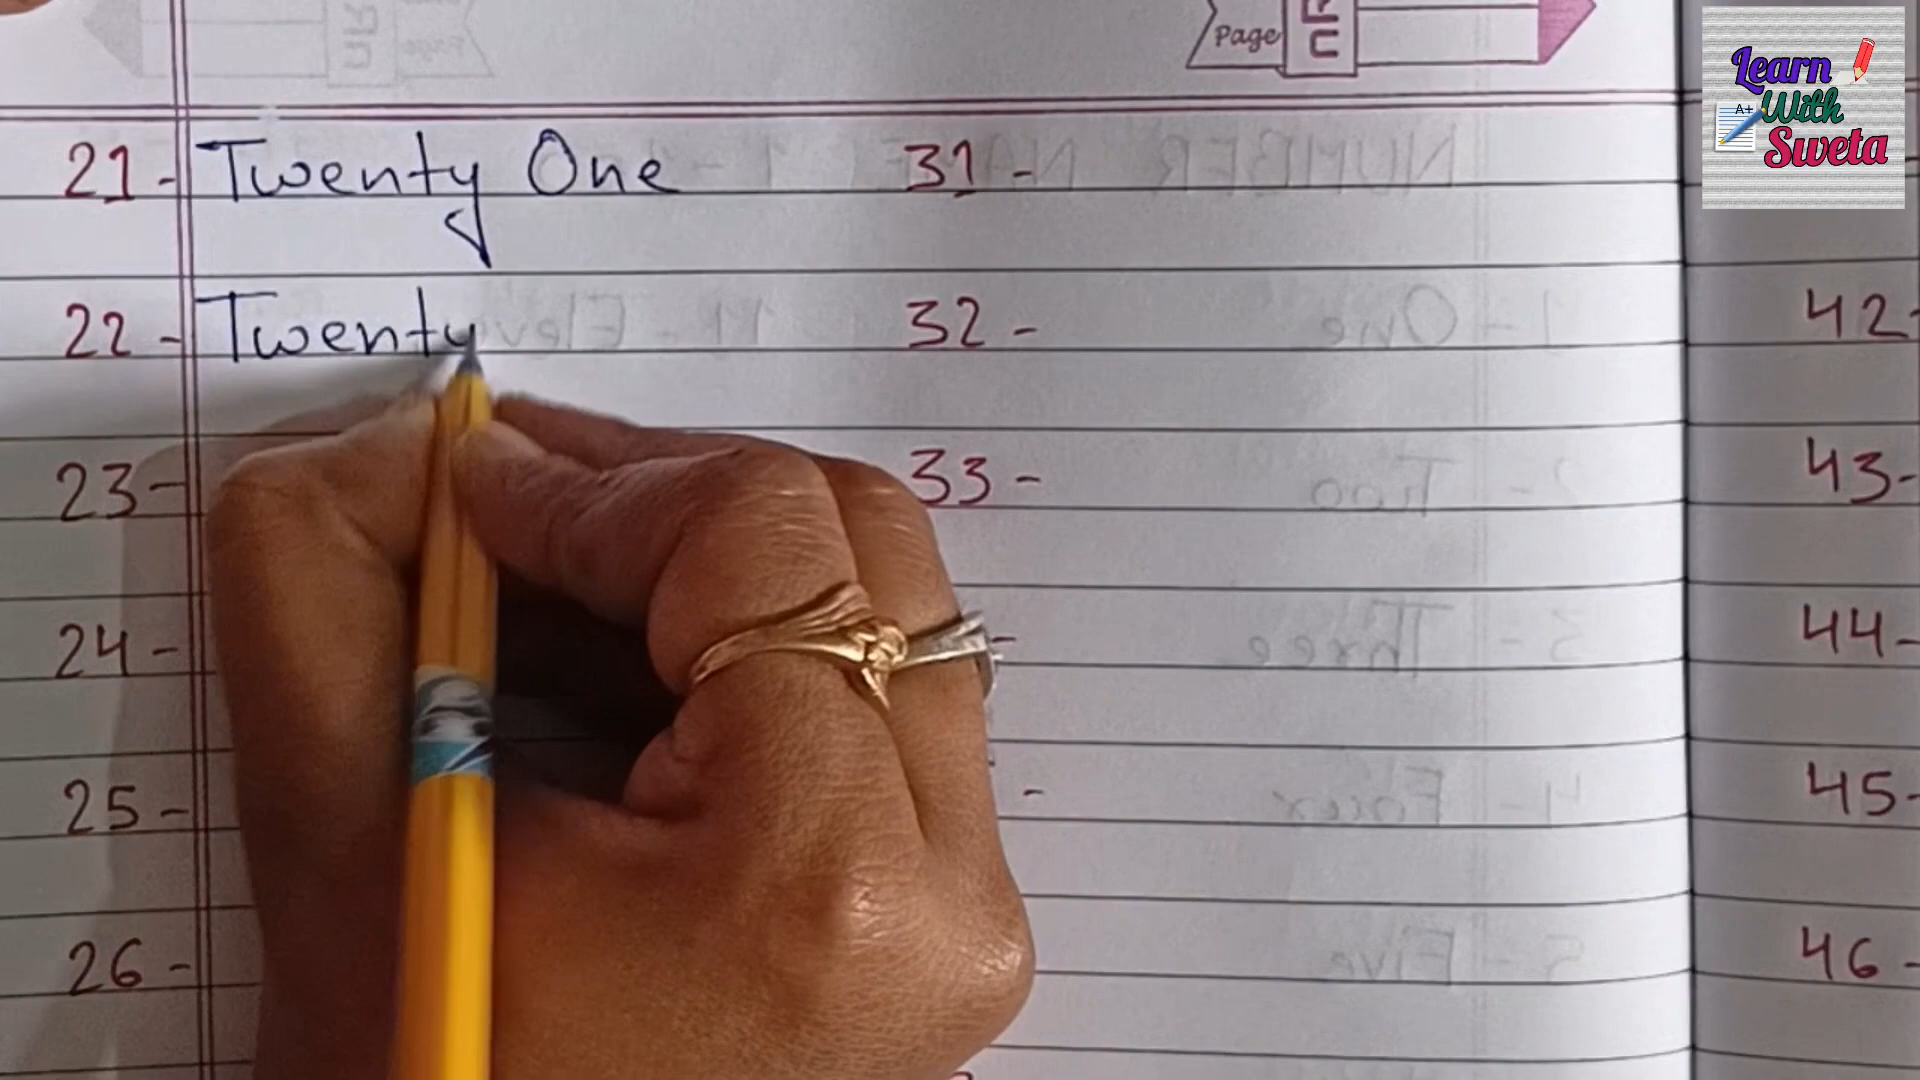 Page
Learn
A+ With
Sweta
21 - Twenty One 31 -
22 - Twenty 32 - 42 -
23 - 33 - 43 -
24 - - 44 -
25 - - 45 -
26 - 46 -